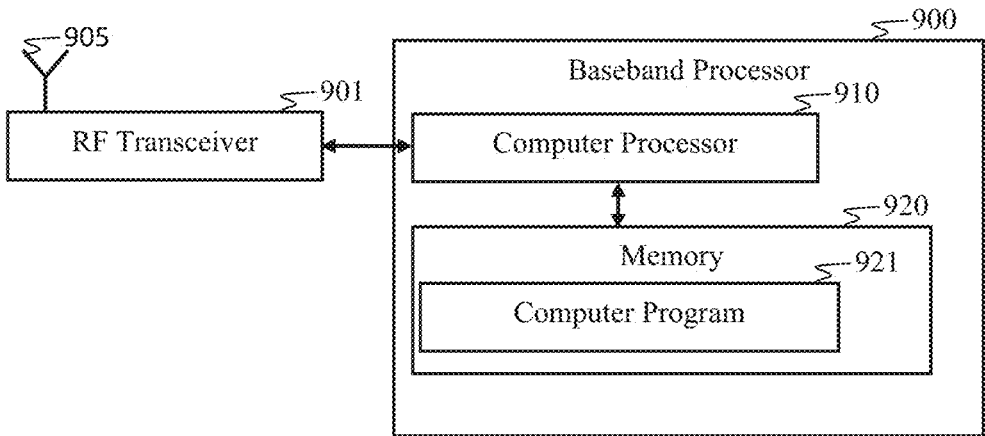 905
900
Baseband Processor
901
910
RF Transceiver
Computer Processor
920
Memory
921
Computer Program